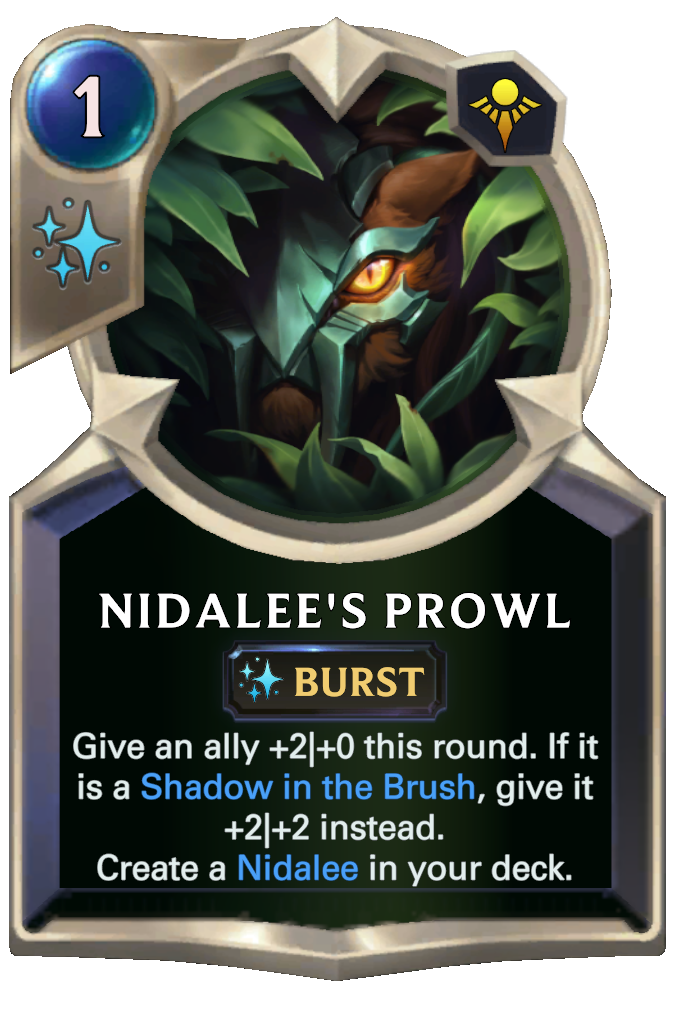 1
NIDALEE'S PROWL
BURST
Give an ally +2|+0 this round. If it
is a Shadow in the Brush, give it
+2|+2 instead.
Create a Nidalee in your deck.